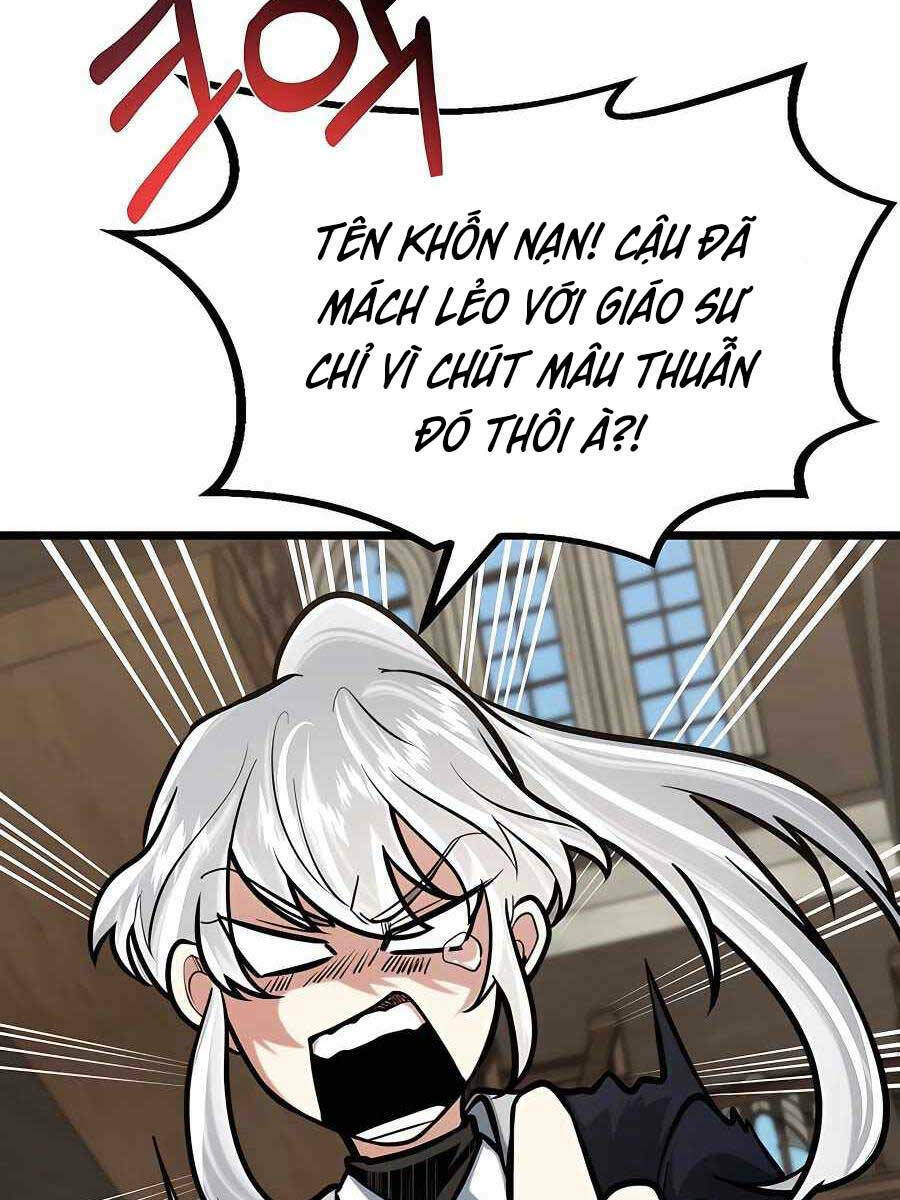 TÊN KHỐN NẠN! CẬU ĐÃ
MÁCH LẺO VỚI GIÁO SƯ
CHỈ VÌ CHÚT MÂU THUẪN
ĐÓ THÔI À?!